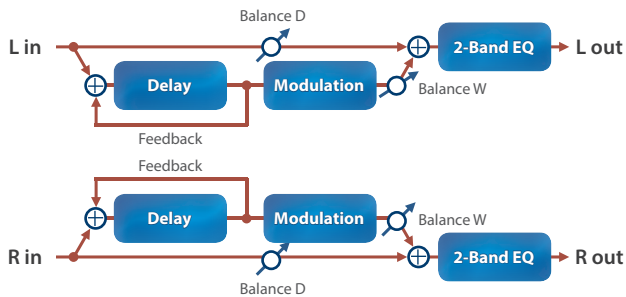 Balance D
L in
2-Band EQ
L out
Delay
Modulation
Balance W
Feedback
Feedback
Delay
Modulation
Balance W
R in
2-Band EQ
R out
Balance D